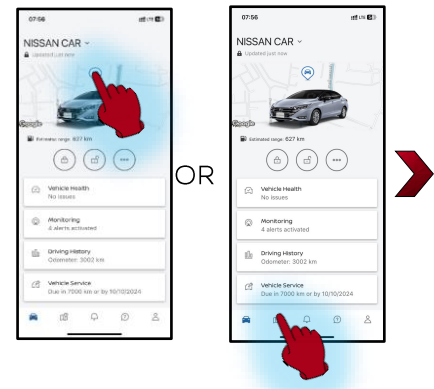 07:56
LTE
NISSAN CAR
Updated just now
Google
Estimated range: 627 km
Vehicle Health
No issues
Monitoring
4 alerts activated
Driving History
Odometer: 3002 km
Vehicle Service
Due in 7000 km or by 10/10/2024
OR
07:56
LTE
NISSAN CAR
Updated just now
Google
Estimated range: 627 km
Vehicle Health
No issues
Monitoring
4 alerts activated
Driving History
Odometer: 3002 km
Vehicle Service
Due in 7000 km or by 10/10/2024